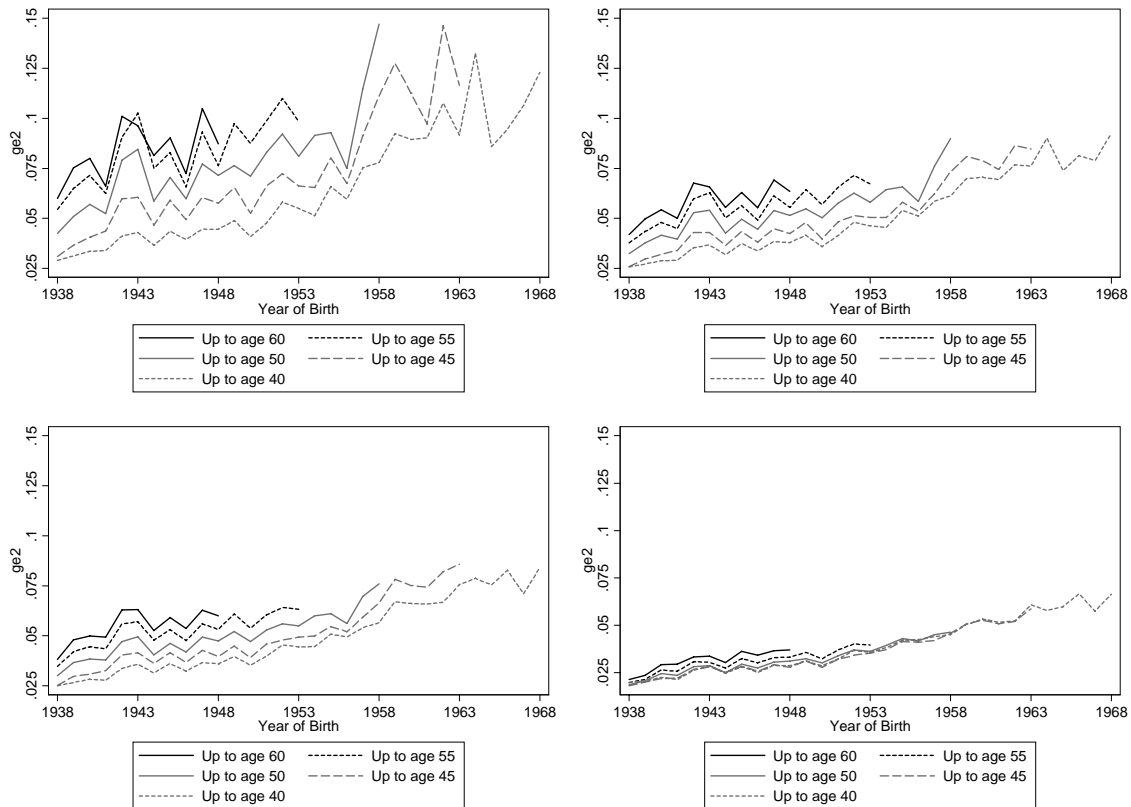 ge2
.025 .05 .075 .1 .125 .15
1938 1943 1948 1953 1958 1963 1968
Year of Birth
Up to age 60 Up to age 55
Up to age 50 Up to age 45
Up to age 40
ge2
.025 .05 .075 .1 .125 .15
1938 1943 1948 1953 1958 1963 1968
Year of Birth
Up to age 60 Up to age 55
Up to age 50 Up to age 45
Up to age 40
ge2
.025 .05 .075 .1 .125 .15
1938 1943 1948 1953 1958 1963 1968
Year of Birth
Up to age 60 Up to age 55
Up to age 50 Up to age 45
Up to age 40
ge2
.025 .05 .075 .1 .125 .15
1938 1943 1948 1953 1958 1963 1968
Year of Birth
Up to age 60 Up to age 55
Up to age 50 Up to age 45
Up to age 40